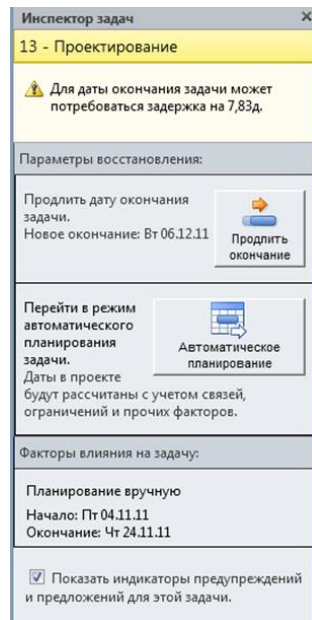 Инспектор задач
13 - Проектирование
Для даты окончания задачи может
потребоваться задержка на 7,83д.
Параметры восстановления:
Продлить дату окончания
задачи.
Новое окончание: Вт 06.12.11
Продлить
окончание
Перейти в режим
автоматического
планирования
задачи.
Даты в проекте
будут рассчитаны с учетом связей,
ограничений и прочих факторов.
Автоматическое
планирование
Факторы влияния на задачу:
Планирование вручную
Начало: Пт 04.11.11
Окончание: Чт 24.11.11
Показать индикаторы предупреждений
и предложений для этой задачи.